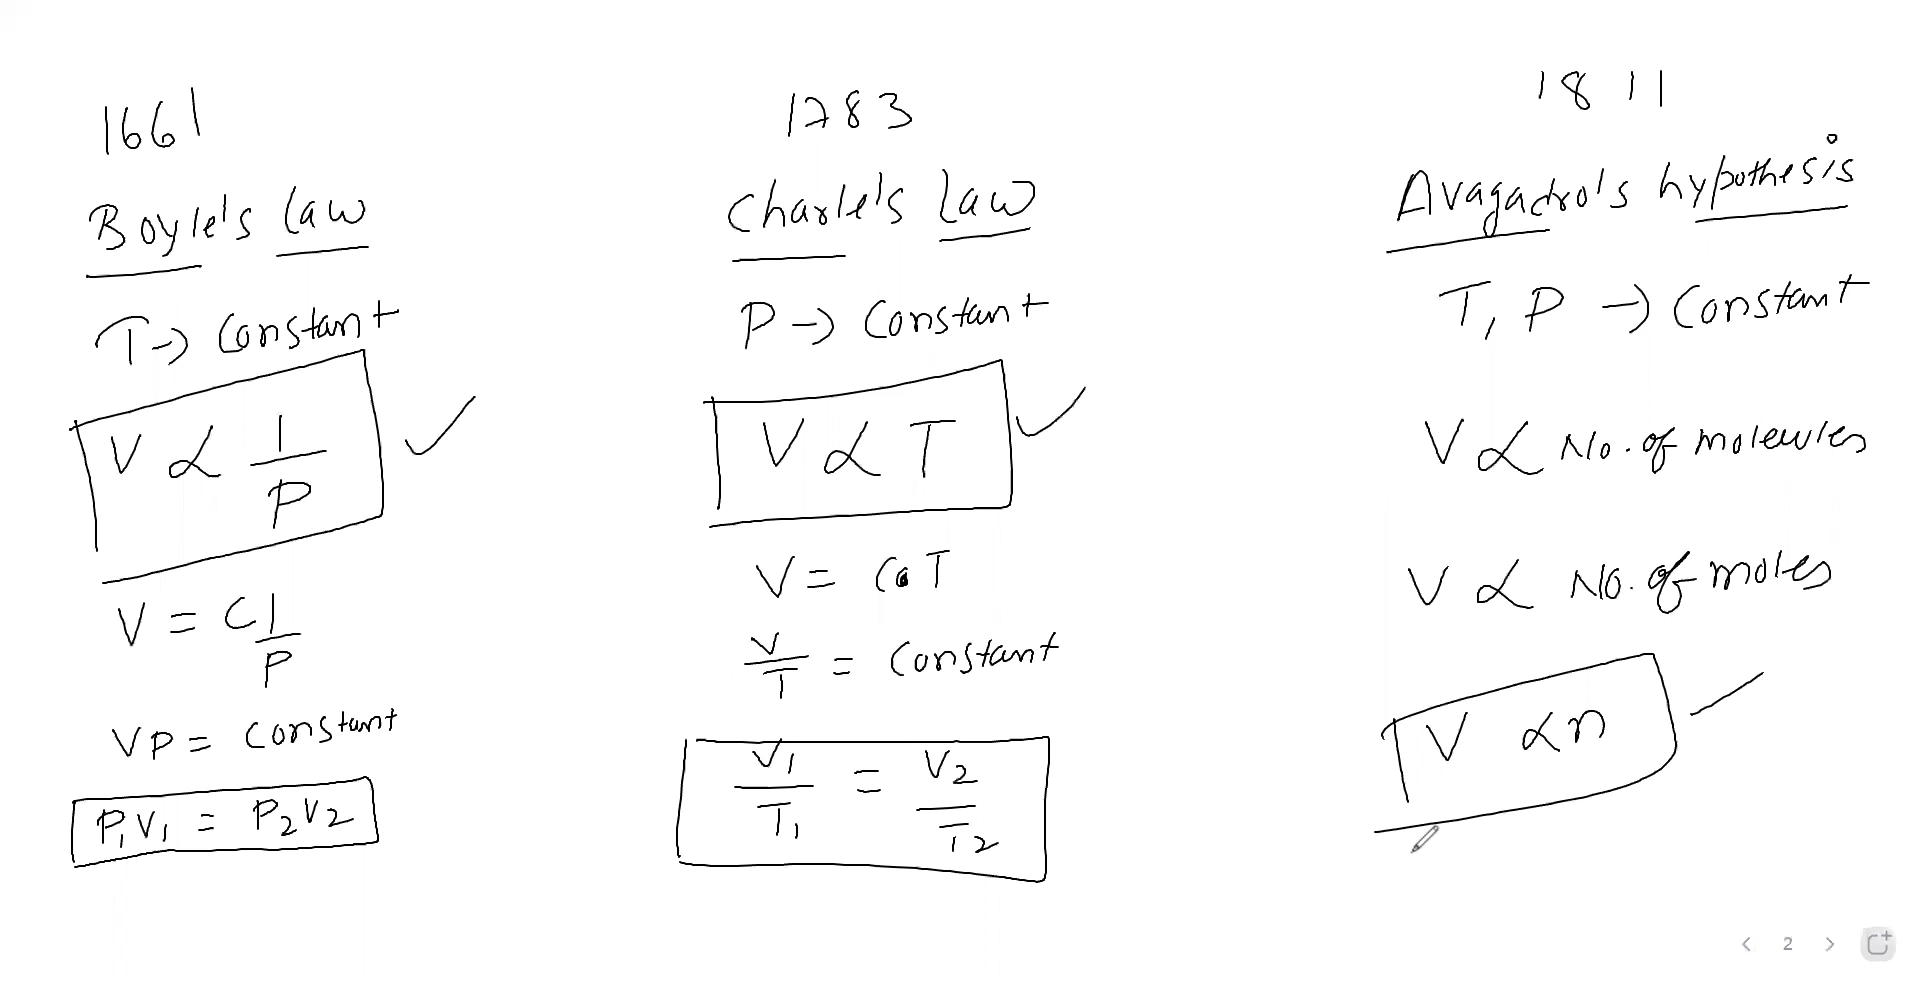 1661
Boyle's Law
T → Constant
V ∝ 1/P
V = C 1/P
VP = Constant
P₁V₁ = P₂V₂
1783
Charle's Law
P → Constant
V ∝ T
V = C T
V/T = Constant
V₁/T₁ = V₂/T₂
1811
Avagadro's hypothesis
T, P → Constant
V ∝ No. of molecules
V ∝ No. of moles
V ∝ n
2